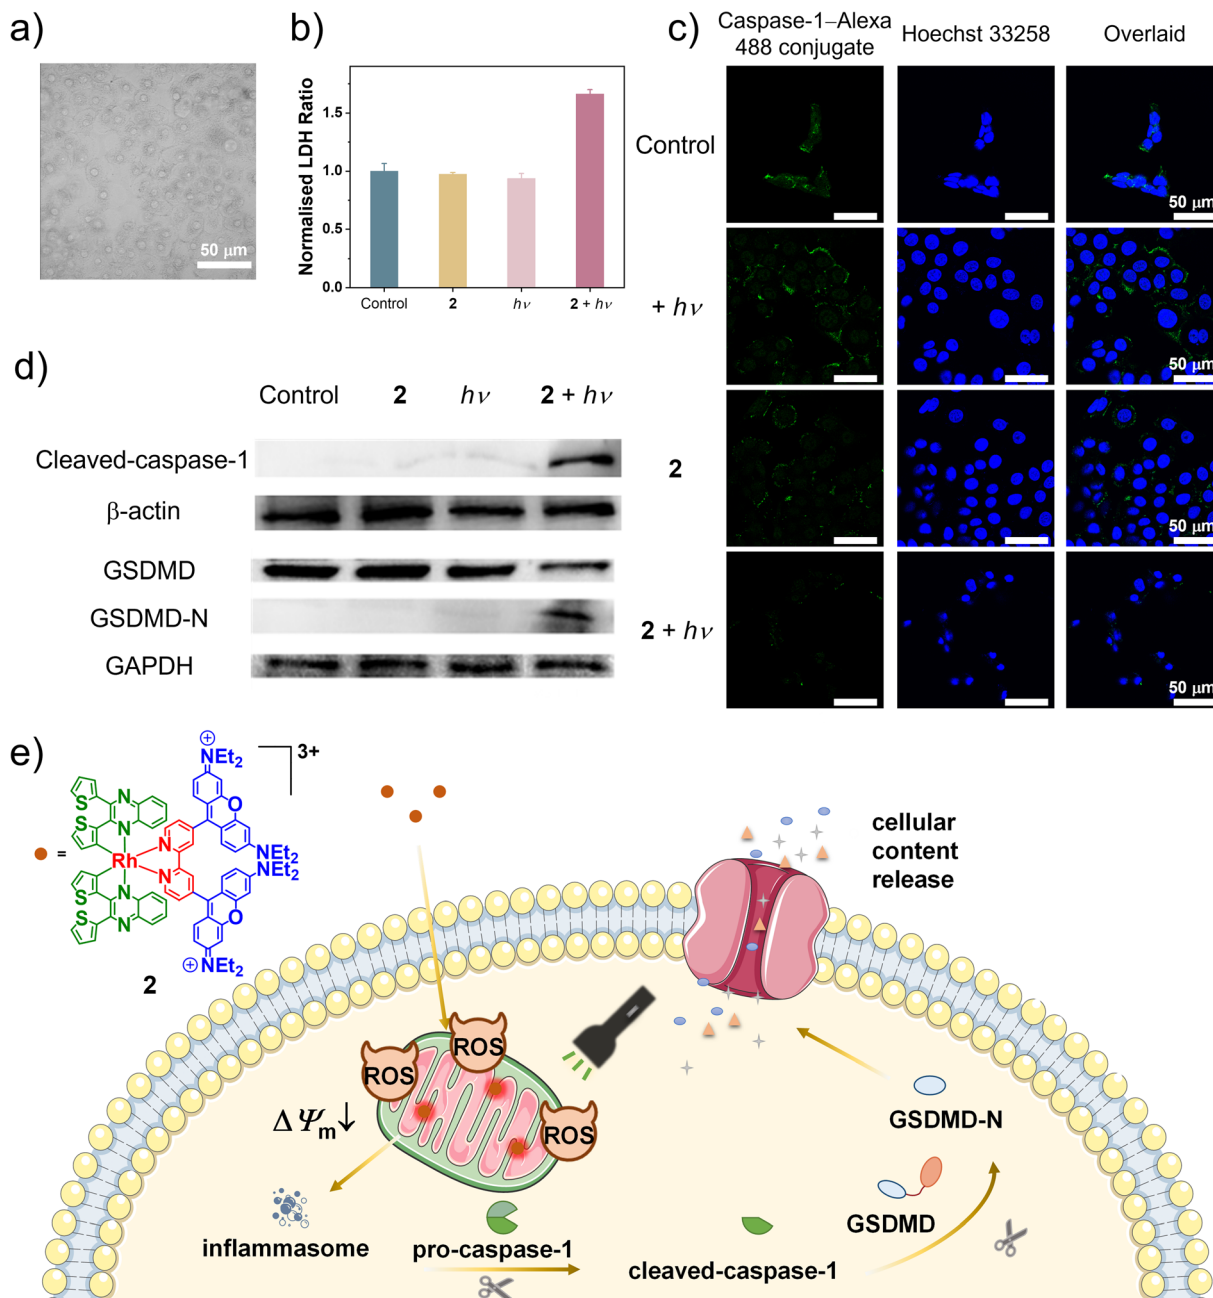 a)
50 μm
b)
Normalised LDH Ratio
1.5
1.0
0.5
0.0
Control
2
hν
2 + hν
c)
Caspase-1–Alexa
488 conjugate
Hoechst 33258
Overlaid
Control
50 μm
+ hν
50 μm
2
50 μm
2 + hν
50 μm
d)
Control
2
hν
2 + hν
Cleaved-caspase-1
β-actin
GSDMD
GSDMD-N
GAPDH
e)
3+
⊕
NEt2
S
N
O
S
N
N
NEt2
Rh
=
N
NEt2
S
N
O
S
N
⊕
NEt2
2
cellular
content
release
ROS
ROS
ROS
ΔΨm↓
GSDMD-N
GSDMD
inflammasome
pro-caspase-1
cleaved-caspase-1